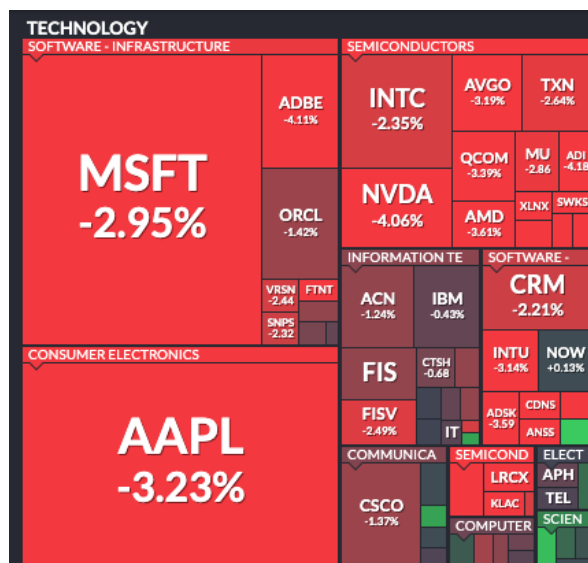 TECHNOLOGY
SOFTWARE - INFRASTRUCTURE
MSFT
-2.95%
ADBE
-4.11%
ORCL
-1.42%
VRSN
-2.44
FTNT
SNPS
-2.32
CONSUMER ELECTRONICS
AAPL
-3.23%
SEMICONDUCTORS
INTC
-2.35%
AVGO
-3.19%
TXN
-2.64%
NVDA
-4.06%
QCOM
-3.39%
MU
-2.86
ADI
-4.18
AMD
-3.61%
XLNX
SWKS
INFORMATION TE
ACN
-1.24%
IBM
-0.43%
FIS
CTSH
-0.68
FISV
-2.49%
IT
SOFTWARE -
CRM
-2.21%
INTU
-3.14%
NOW
+0.13%
ADSK
-3.59
CDNS
ANSS
COMMUNICA
CSCO
-1.37%
SEMICOND
LRCX
KLAC
ELECT
APH
TEL
COMPUTER
SCIEN